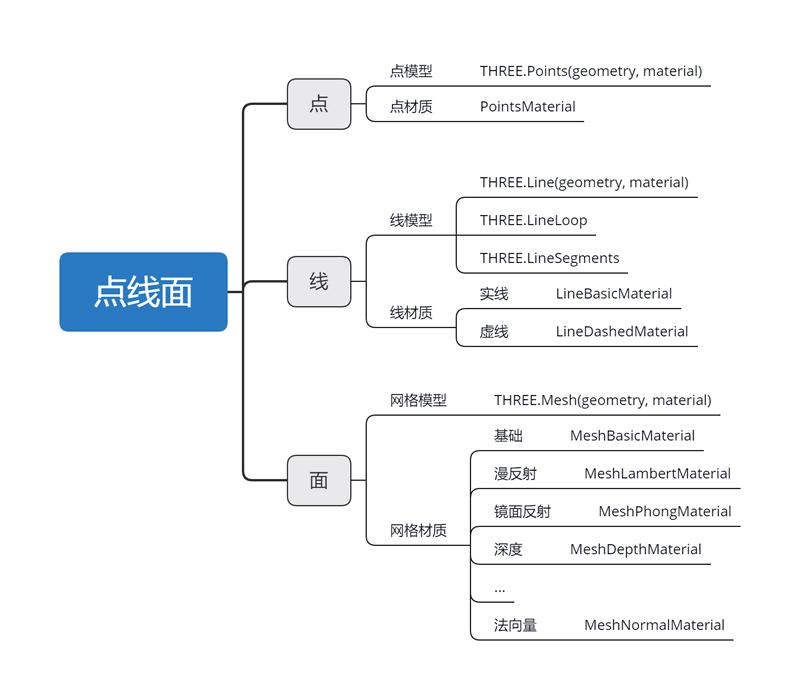 点线面
点
点模型 THREE.Points(geometry, material)
点材质 PointsMaterial
线
线模型
THREE.Line(geometry, material)
THREE.LineLoop
THREE.LineSegments
线材质
实线 LineBasicMaterial
虚线 LineDashedMaterial
面
网格模型 THREE.Mesh(geometry, material)
网格材质
基础 MeshBasicMaterial
漫反射 MeshLambertMaterial
镜面反射 MeshPhongMaterial
深度 MeshDepthMaterial
...
法向量 MeshNormalMaterial